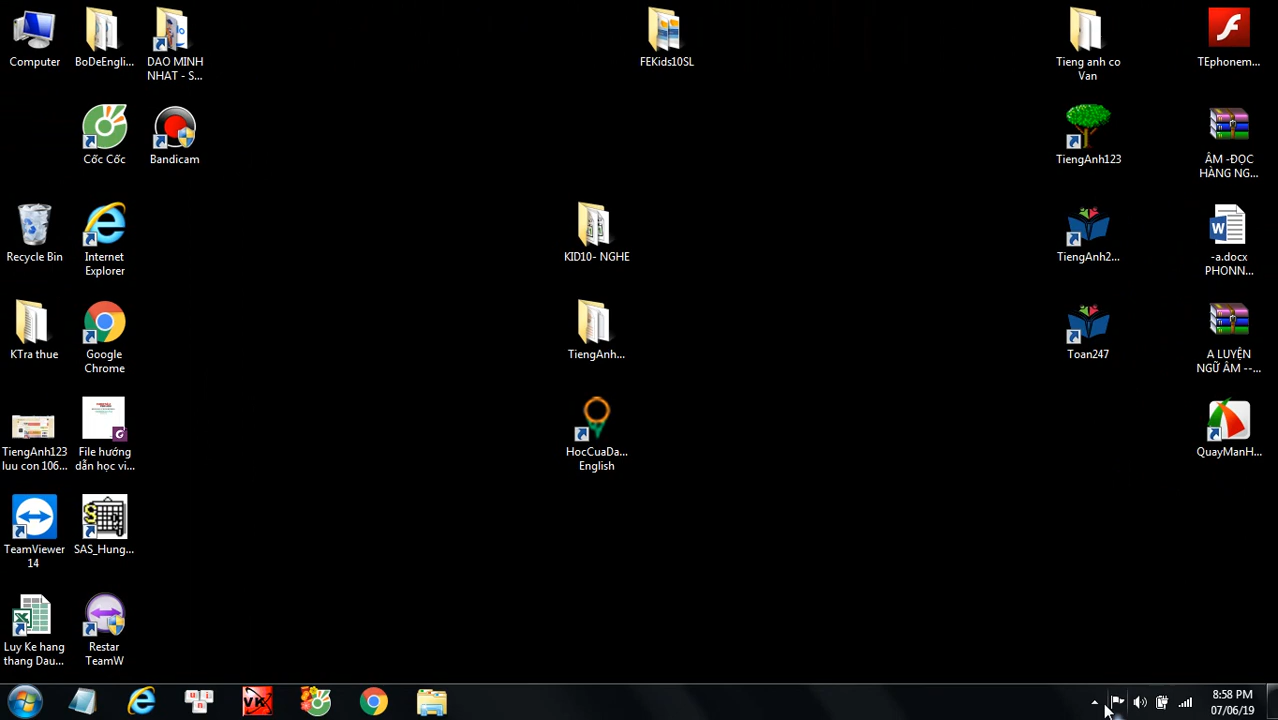 Computer
BoDeEngli...
DAO MINH
NHAT - S...
FEKids10SL
Tieng anh co
Van
TEphonem...
Cốc Cốc
Bandicam
TiengAnh123
ÂM -ĐỌC
HÀNG NG...
Recycle Bin
Internet
Explorer
KID10- NGHE
TiengAnh2...
-a.docx
PHONN...
KTra thue
Google
Chrome
TiengAnh...
Toan247
A LUYỆN
NGỮ ÂM --...
TiengAnh123
luu con 106...
File hướng
dẫn học vi...
HocCuaDa...
English
QuayManH...
TeamViewer
14
SAS_Hung...
Luy Ke hang
thang Dau...
Restar
TeamW
u i
n
VK
8:58 PM
07/06/19